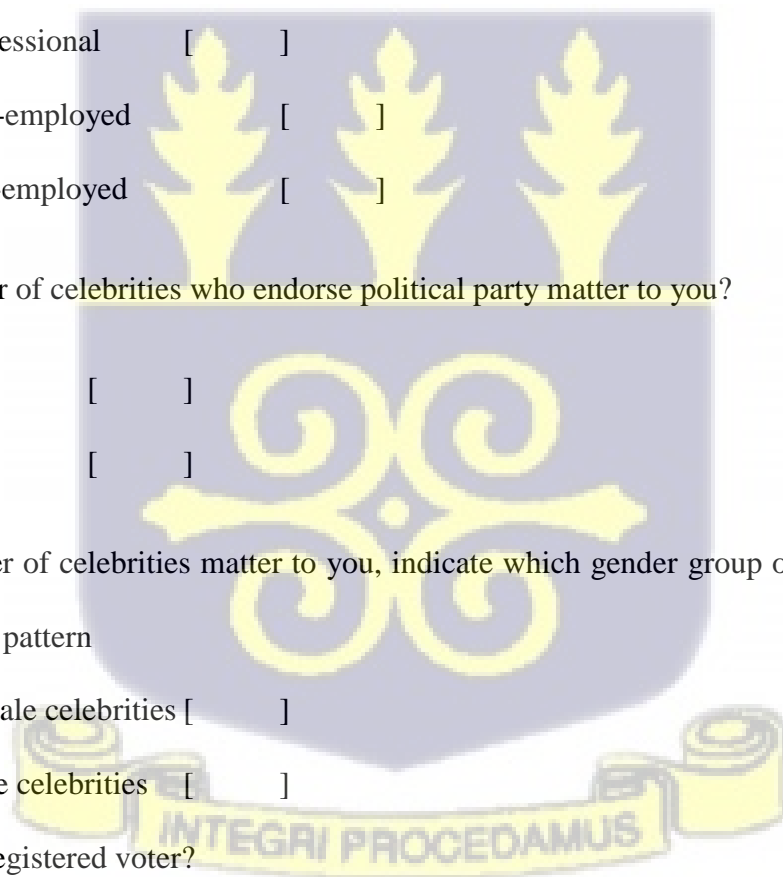 essional [ ]
-employed [ ]
-employed [ ]
r of celebrities who endorse political party matter to you?
[ ]
[ ]
er of celebrities matter to you, indicate which gender group o
pattern
ale celebrities [ ]
e celebrities [ ]
egistered voter?
INTEGRI PROCEDAMUS